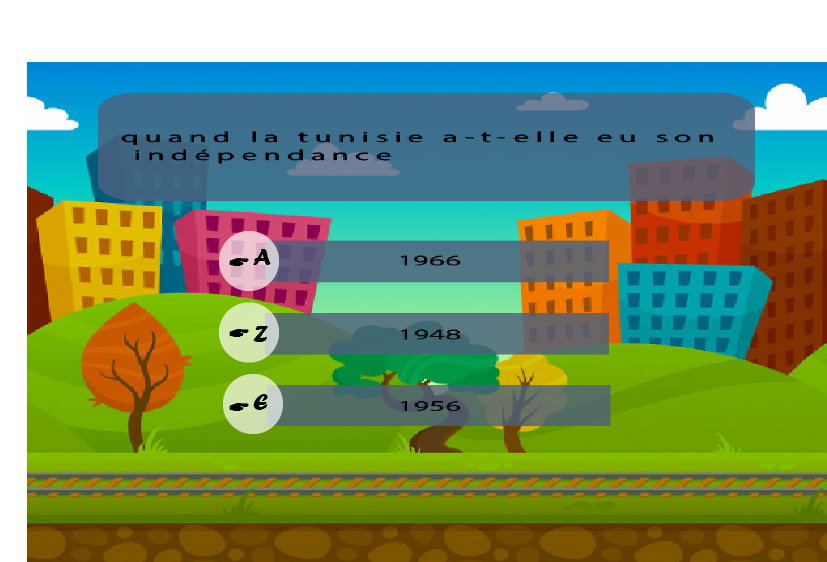 quand la tunisie a-t-elle eu son
indépendance
A 1966
Z 1948
E 1956